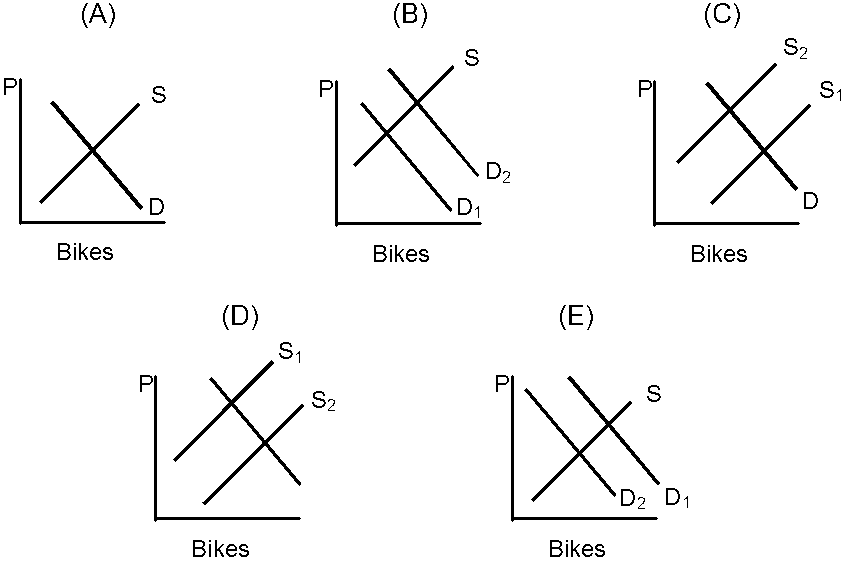 (A)
P
S
D
Bikes
(B)
P
S
D2
D1
Bikes
(C)
P
S2
S1
D
Bikes
(D)
P
S1
S2
Bikes
(E)
P
S
D2
D1
Bikes